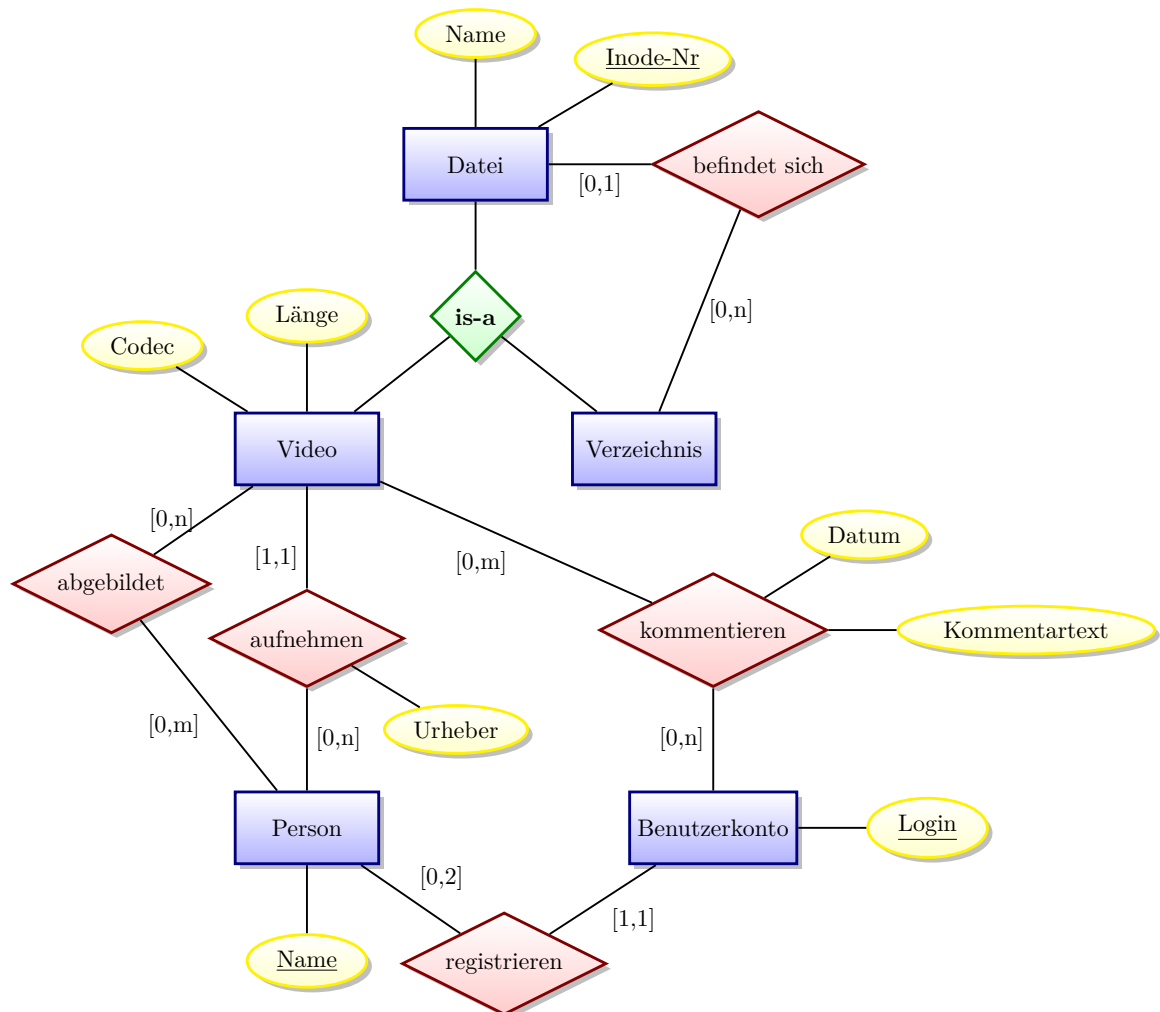 Name
Inode-Nr
Datei
befindet sich
[0,1]
[0,n]
is-a
Länge
Codec
Video
Verzeichnis
[0,n]
[1,1]
[0,m]
Datum
abgebildet
aufnehmen
kommentieren
Kommentartext
[0,m]
[0,n]
Urheber
[0,n]
Person
Benutzerkonto
Login
[0,2]
[1,1]
Name
registrieren